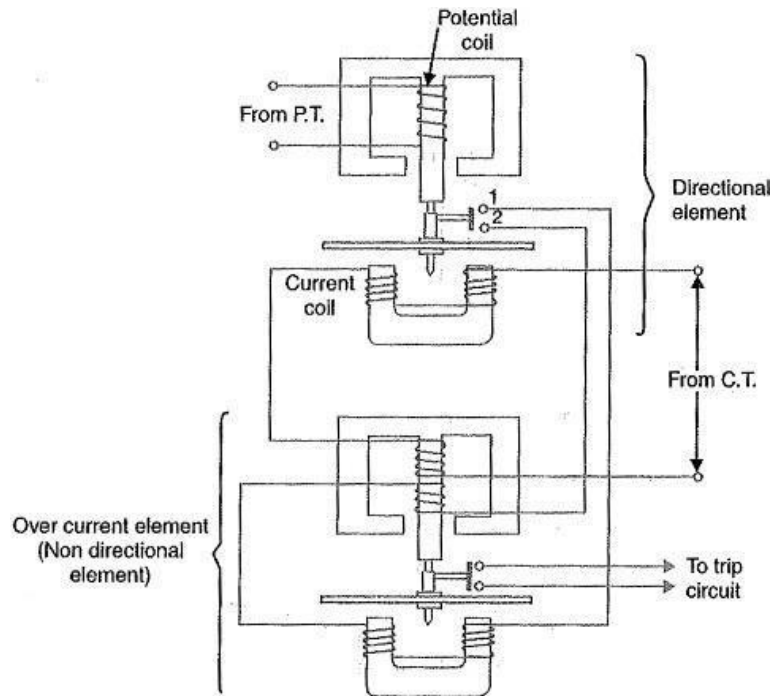 Potential
coil
From P.T.
1
2
Directional
element
Current
coil
From C.T.
Over current element
(Non directional
element)
To trip
circuit